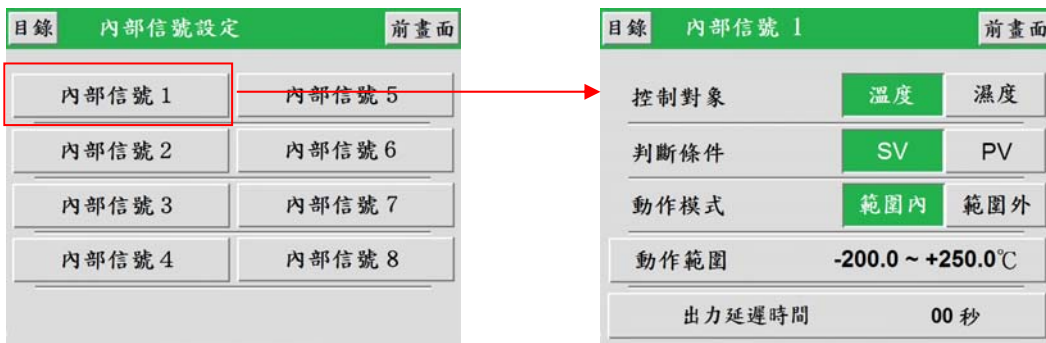 目錄 內部信號設定 前畫面
內部信號 1 內部信號 5
內部信號 2 內部信號 6
內部信號 3 內部信號 7
內部信號 4 內部信號 8
目錄 內部信號 1 前畫面
控制對象 溫度 濕度
判斷條件 SV PV
動作模式 範圍內 範圍外
動作範圍 -200.0 ~ +250.0℃
出力延遲時間 00 秒